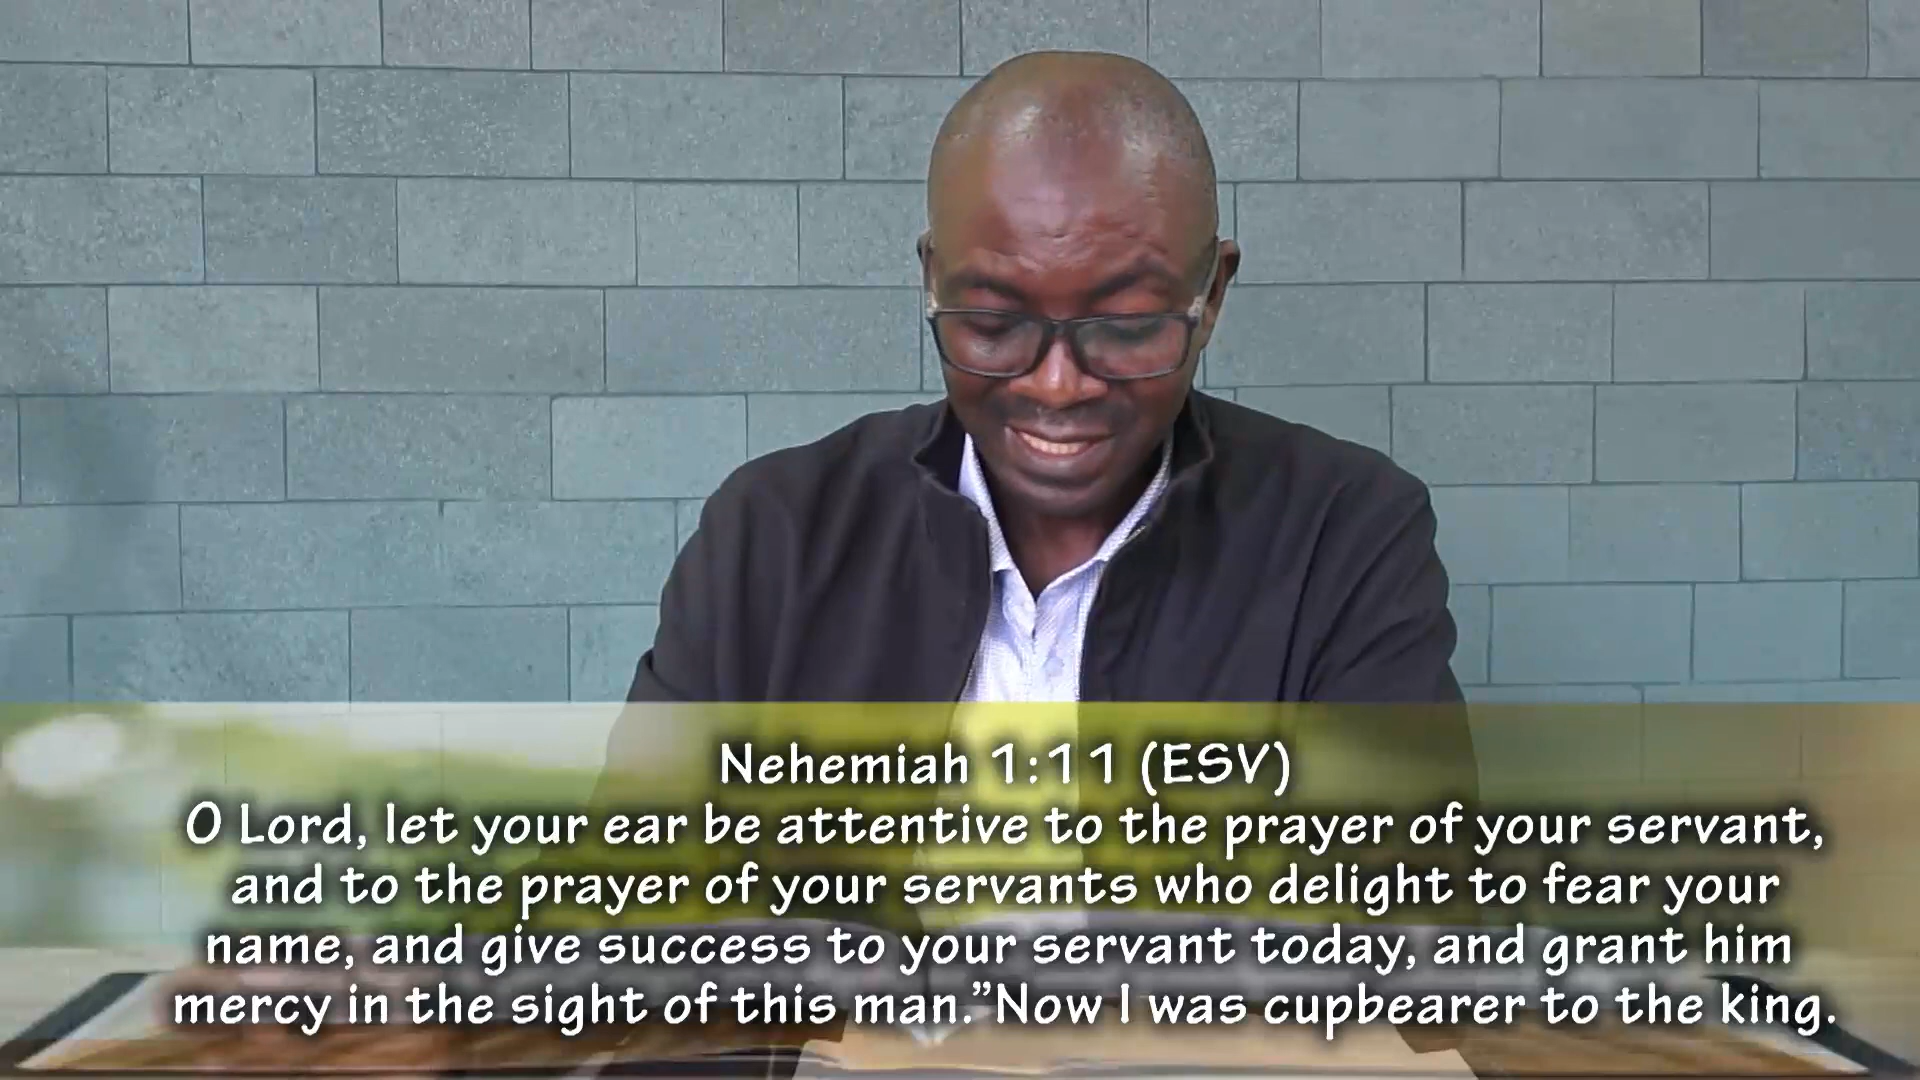 Nehemiah 1:11 (ESV)
O Lord, let your ear be attentive to the prayer of your servant,
and to the prayer of your servants who delight to fear your
name, and give success to your servant today, and grant him
mercy in the sight of this man.”Now I was cupbearer to the king.